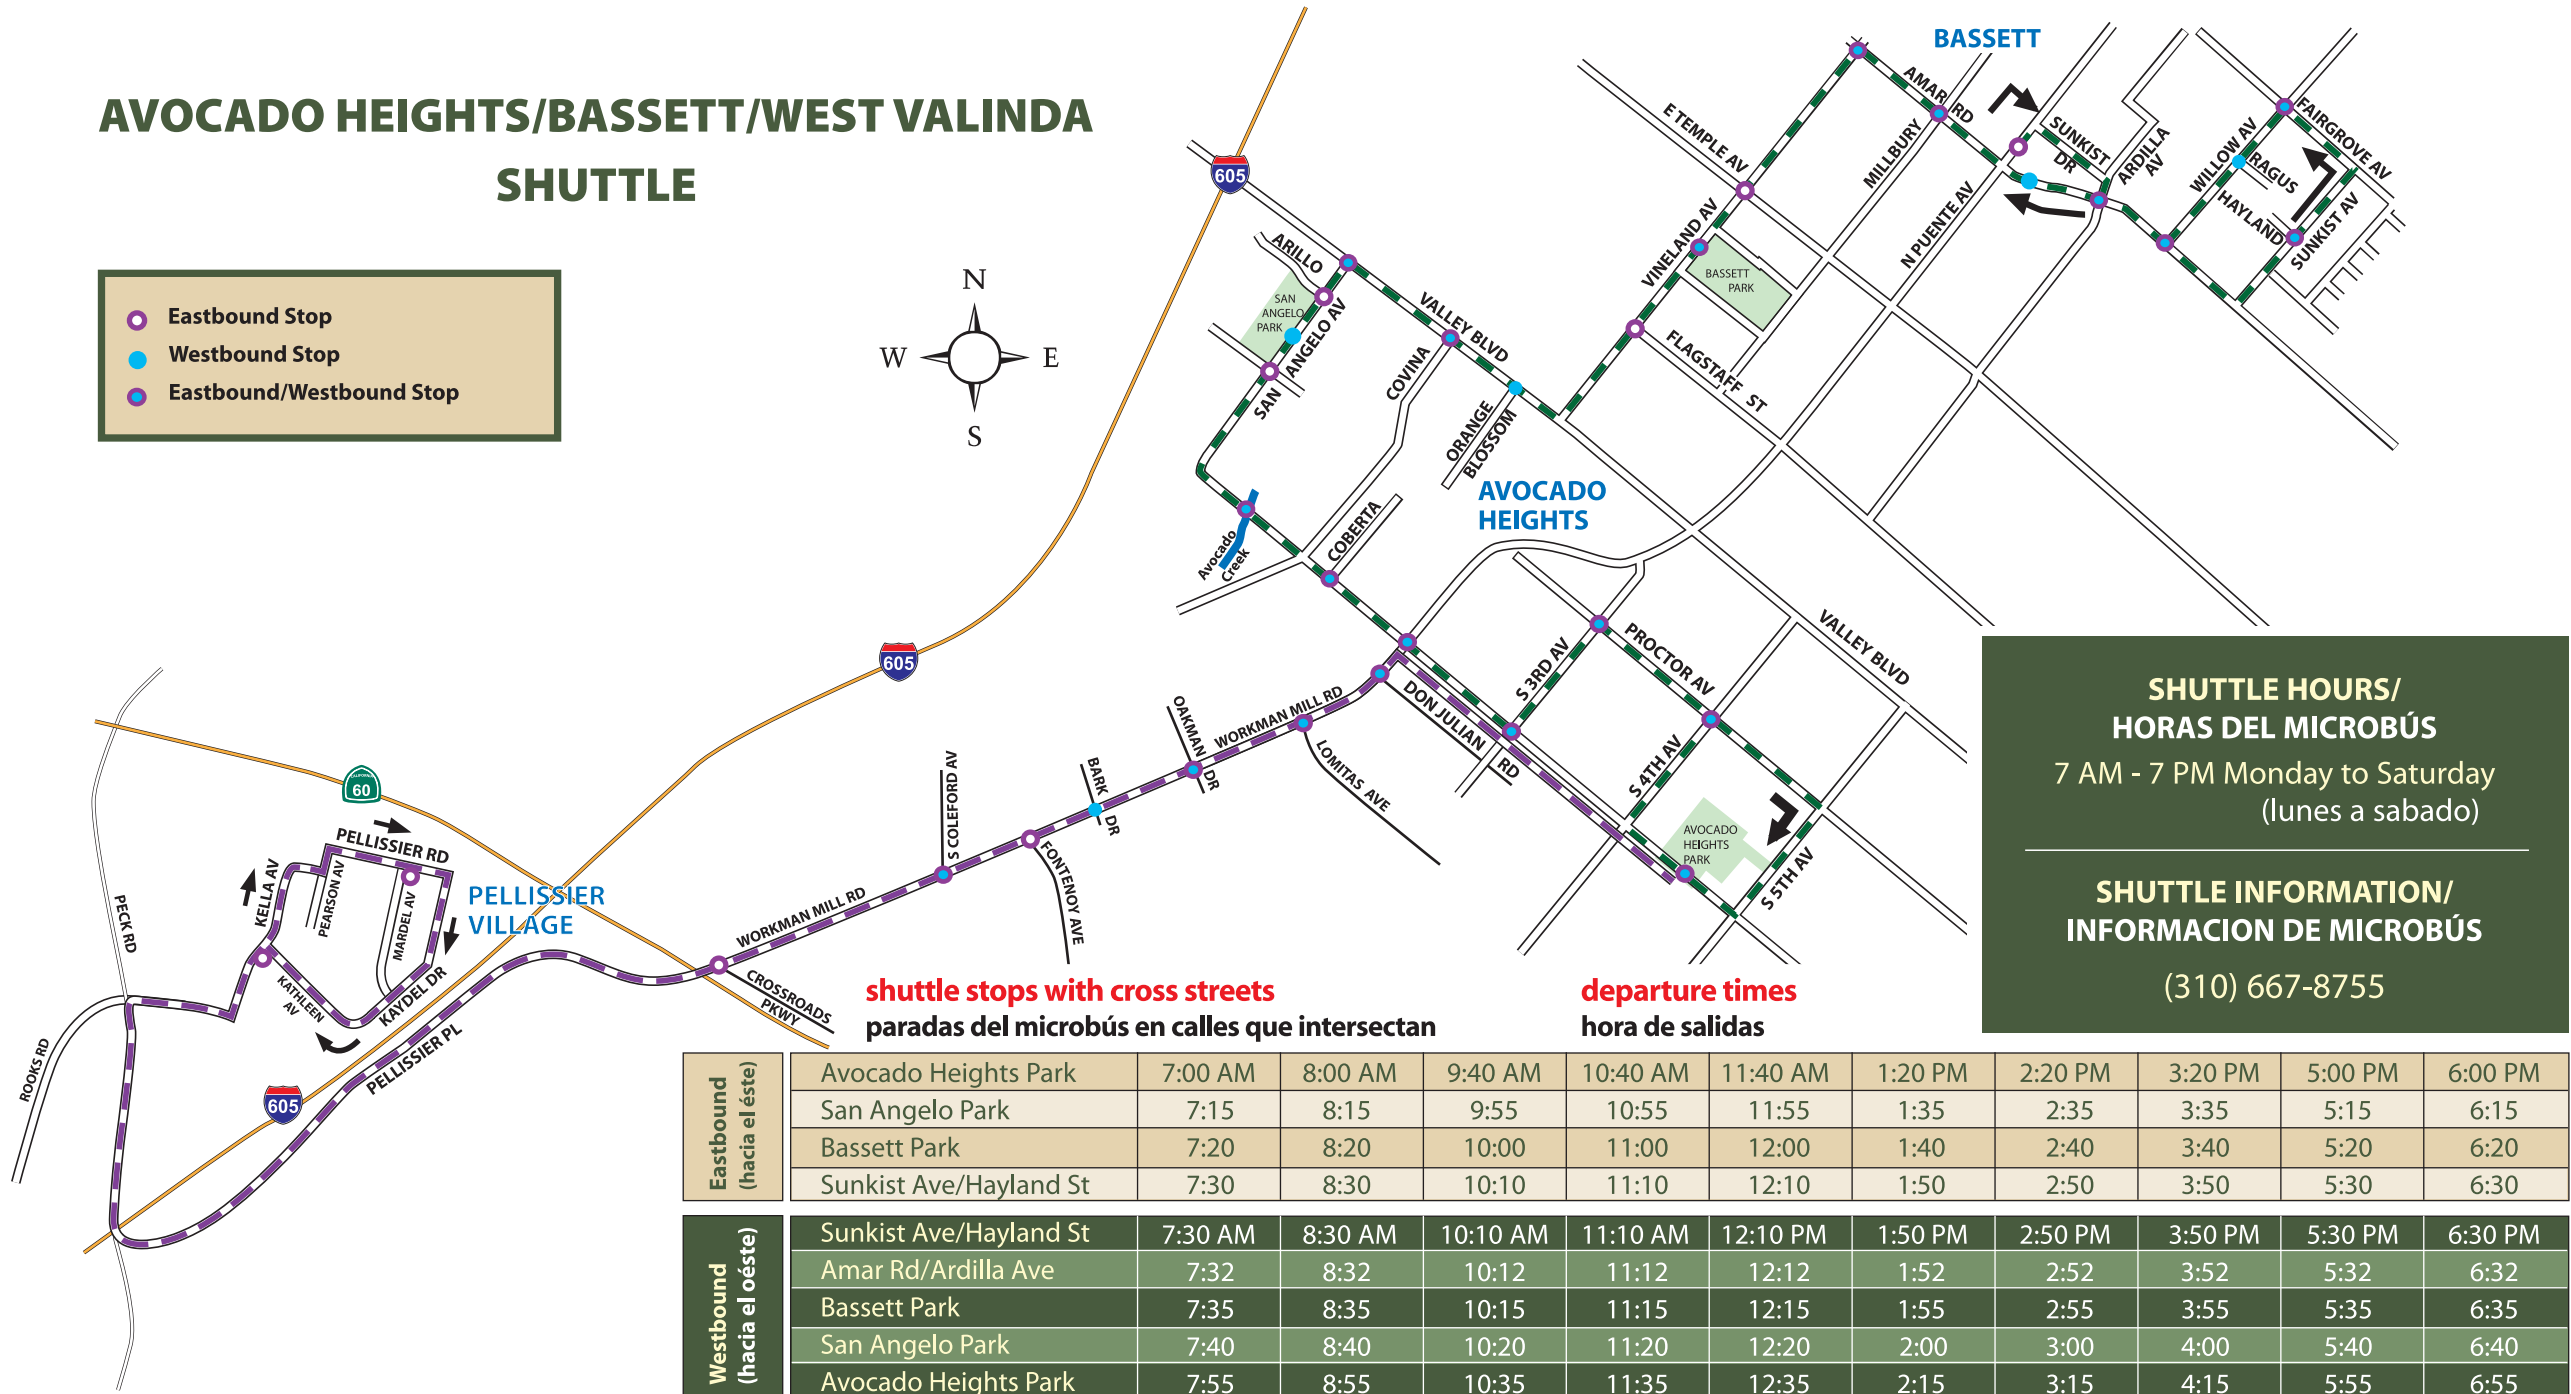 AVOCADO HEIGHTS/BASSETT/WEST VALINDA
SHUTTLE
Eastbound Stop
Westbound Stop
Eastbound/Westbound Stop
N
W
E
S
605
605
605
CALIFORNIA
60
BASSETT
AMAR RD
E TEMPLE AV
MILLBURY
SUNKIST
DR
ARDILLA
AV
WILLOW AV
FAIRGROVE AV
RAGUS
HAYLAND
SUNKIST AV
N PUENTE AV
VINELAND AV
BASSETT
PARK
FLAGSTAFF ST
ARILLO
SAN
ANGELO
PARK
SAN ANGELO AV
VALLEY BLVD
COVINA
ORANGE
BLOSSOM
AVOCADO
HEIGHTS
Avocado
Creek
COBERTA
VALLEY BLVD
PROCTOR AV
S 3RD AV
DON JULIAN RD
S 4TH AV
AVOCADO
HEIGHTS
PARK
S 5TH AV
WORKMAN MILL RD
OAKMAN DR
LOMITAS AVE
BARK DR
S COLEFORD AV
FONTENOY AVE
WORKMAN MILL RD
CROSSROADS
PKWY
PELLISSIER
VILLAGE
PELLISSIER RD
KELLA AV
PEARSON AV
MARDEL AV
KATHLEEN
AV
KAYDEL DR
PELLISSIER PL
PECK RD
ROOKS RD
SHUTTLE HOURS/
HORAS DEL MICROBÚS
7 AM - 7 PM Monday to Saturday
(lunes a sabado)
SHUTTLE INFORMATION/
INFORMACION DE MICROBÚS
(310) 667-8755
shuttle stops with cross streets
paradas del microbús en calles que intersectan
departure times
hora de salidas
Eastbound
(hacia el éste)
Avocado Heights Park 7:00 AM 8:00 AM 9:40 AM 10:40 AM 11:40 AM 1:20 PM 2:20 PM 3:20 PM 5:00 PM 6:00 PM
San Angelo Park 7:15 8:15 9:55 10:55 11:55 1:35 2:35 3:35 5:15 6:15
Bassett Park 7:20 8:20 10:00 11:00 12:00 1:40 2:40 3:40 5:20 6:20
Sunkist Ave/Hayland St 7:30 8:30 10:10 11:10 12:10 1:50 2:50 3:50 5:30 6:30
Westbound
(hacia el oéste)
Sunkist Ave/Hayland St 7:30 AM 8:30 AM 10:10 AM 11:10 AM 12:10 PM 1:50 PM 2:50 PM 3:50 PM 5:30 PM 6:30 PM
Amar Rd/Ardilla Ave 7:32 8:32 10:12 11:12 12:12 1:52 2:52 3:52 5:32 6:32
Bassett Park 7:35 8:35 10:15 11:15 12:15 1:55 2:55 3:55 5:35 6:35
San Angelo Park 7:40 8:40 10:20 11:20 12:20 2:00 3:00 4:00 5:40 6:40
Avocado Heights Park 7:55 8:55 10:35 11:35 12:35 2:15 3:15 4:15 5:55 6:55